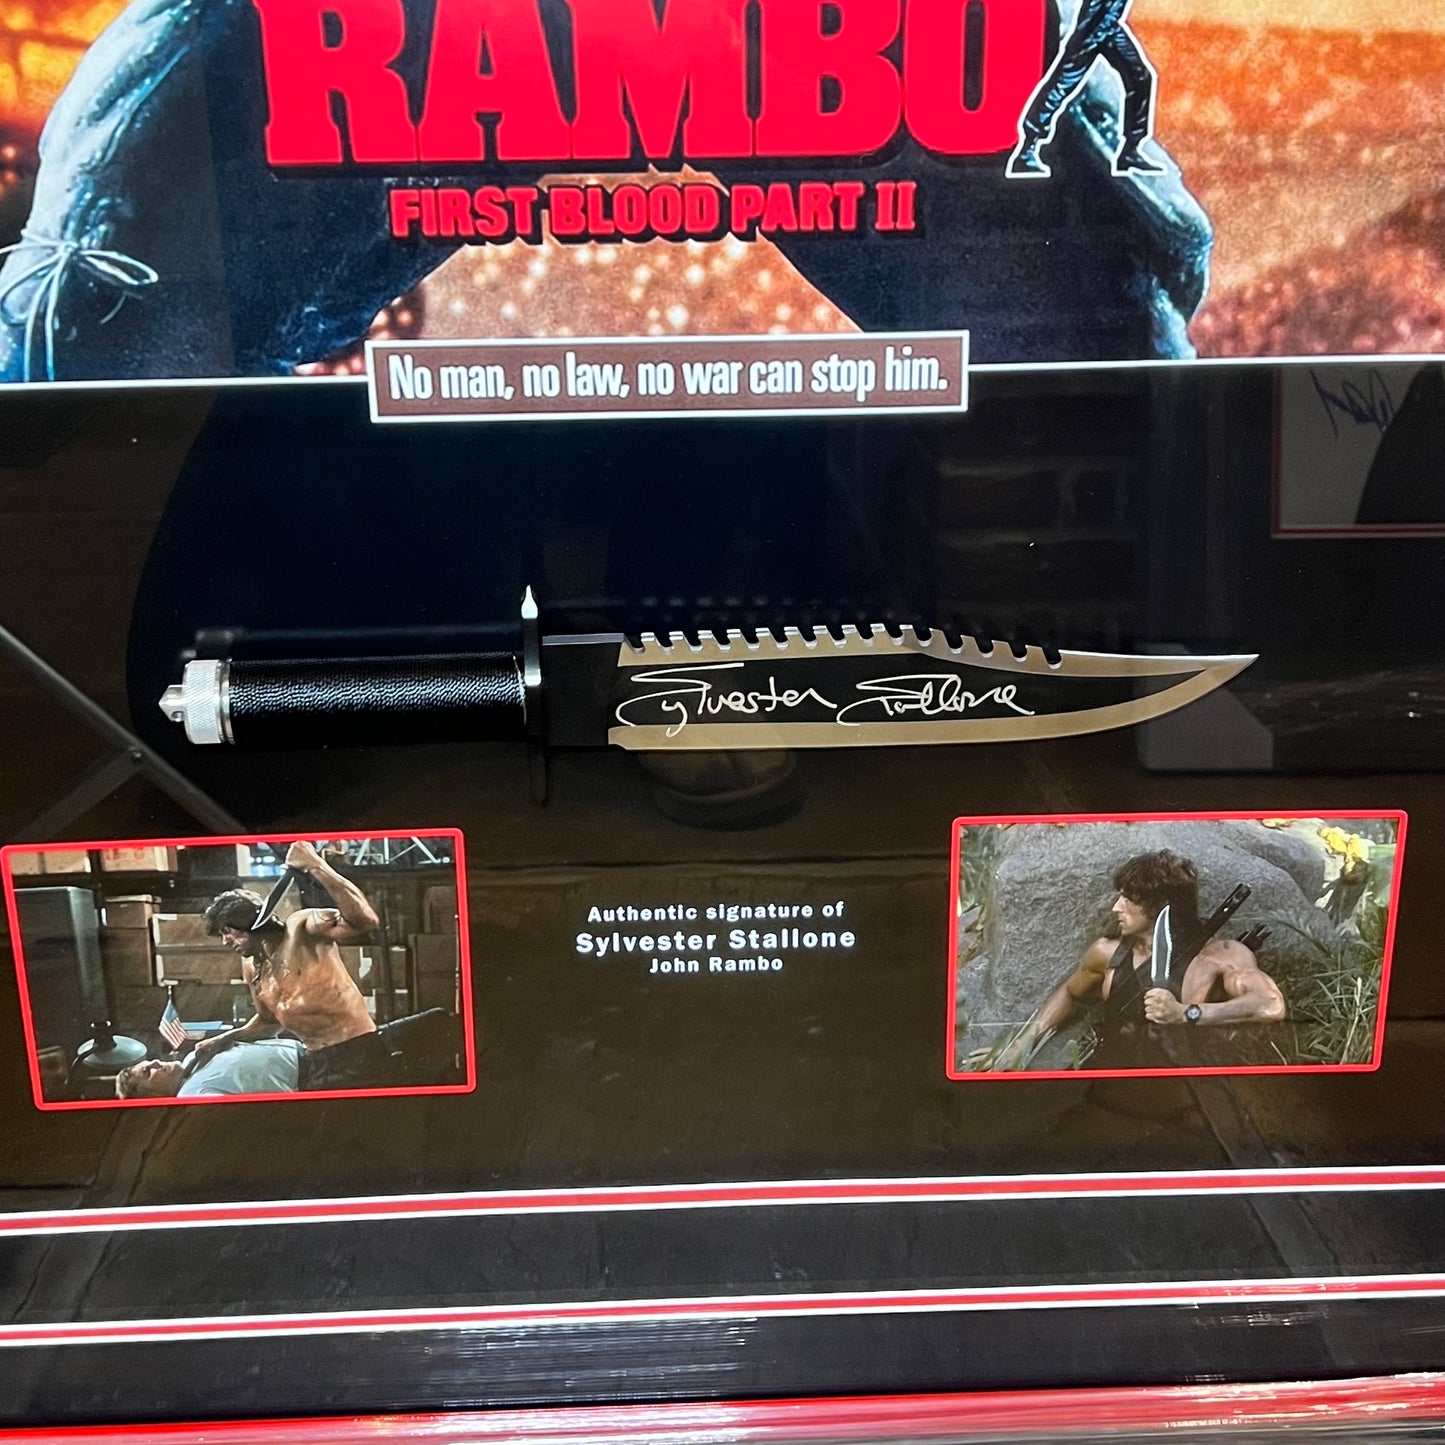 RAMBO
FIRST BLOOD PART II
No man, no law, no war can stop him.
Sylvester Stallone
Authentic signature of
Sylvester Stallone
John Rambo